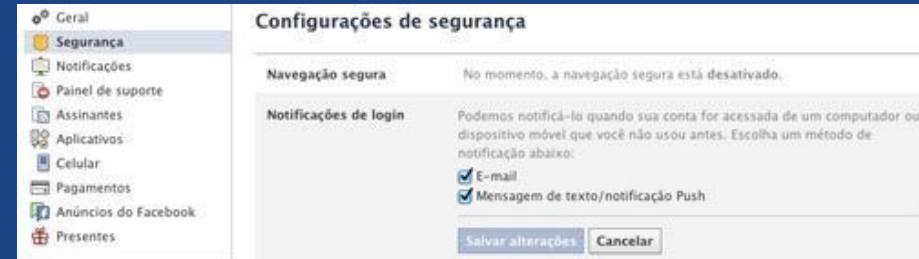 Geral
Segurança
Notificações
Painel de suporte
Assinantes
Aplicativos
Celular
Pagamentos
Anúncios do Facebook
Presentes
Configurações de segurança
Navegação segura
No momento, a navegação segura está desativado.
Notificações de login
Podemos notificá-lo quando sua conta for acessada de um computador ou
dispositivo móvel que você não usou antes. Escolha um método de
notificação abaixo:
E-mail
Mensagem de texto/notificação Push
Salvar alterações Cancelar